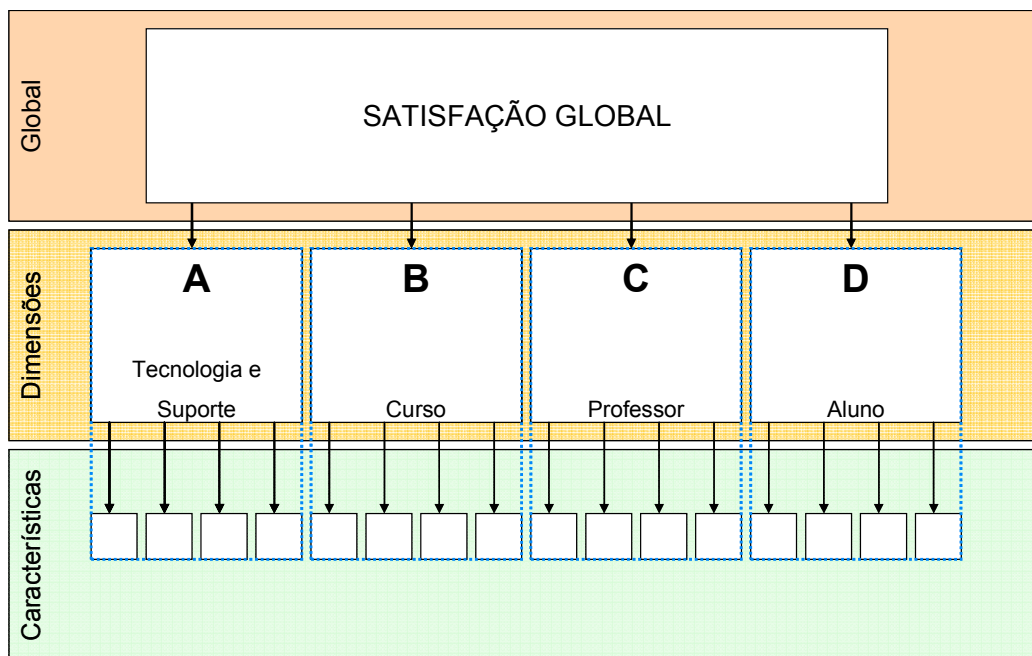 Global
SATISFAÇÃO GLOBAL
Dimensões
A
B
C
D
Tecnologia e
Suporte
Curso
Professor
Aluno
Características